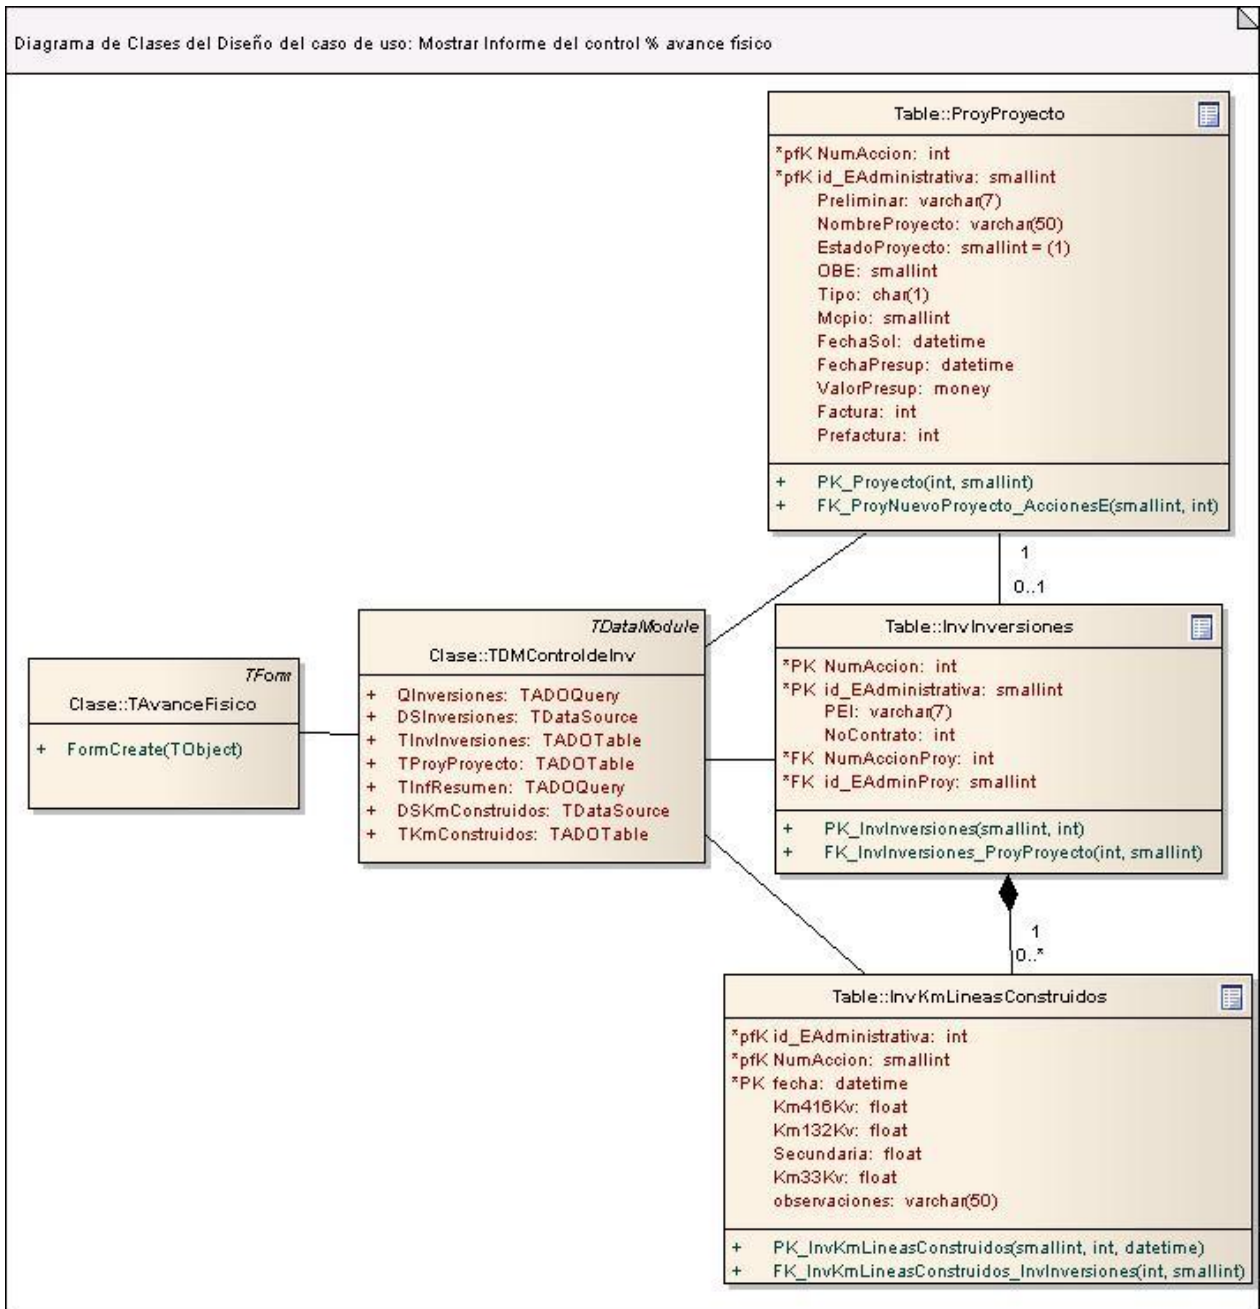 Diagrama de Clases del Diseño del caso de uso: Mostrar Informe del control % avance físico
Table::ProyProyecto
*pfK NumAccion: int
*pfK id_EAdministrativa: smallint
Preliminar: varchar(7)
NombreProyecto: varchar(50)
EstadoProyecto: smallint = (1)
OBE: smallint
Tipo: char(1)
Mcpio: smallint
FechaSol: datetime
FechaPresup: datetime
ValorPresup: money
Factura: int
Prefactura: int
+ PK_Proyecto(int, smallint)
+ FK_ProyNuevoProyecto_AccionesE(smallint, int)
1
0..1
TForm
Clase::TAvanceFisico
+ FormCreate(TObject)
TDataModule
Clase::TDMControldeInv
+ QInversiones: TADOQuery
+ DSInversiones: TDataSource
+ TInvInversiones: TADOTable
+ TProyProyecto: TADOTable
+ TInfResumen: TADOQuery
+ DSKmConstruidos: TDataSource
+ TKmConstruidos: TADOTable
Table::InvInversiones
*PK NumAccion: int
*PK id_EAdministrativa: smallint
PEI: varchar(7)
NoContrato: int
*FK NumAccionProy: int
*FK id_EAdminProy: smallint
+ PK_InvInversiones(smallint, int)
+ FK_InvInversiones_ProyProyecto(int, smallint)
1
0..*
Table::InvKmLineasConstruidos
*pfK id_EAdministrativa: int
*pfK NumAccion: smallint
*PK fecha: datetime
Km416Kv: float
Km132Kv: float
Secundaria: float
Km33Kv: float
observaciones: varchar(50)
+ PK_InvKmLineasConstruidos(smallint, int, datetime)
+ FK_InvKmLineasConstruidos_InvInversiones(int, smallint)